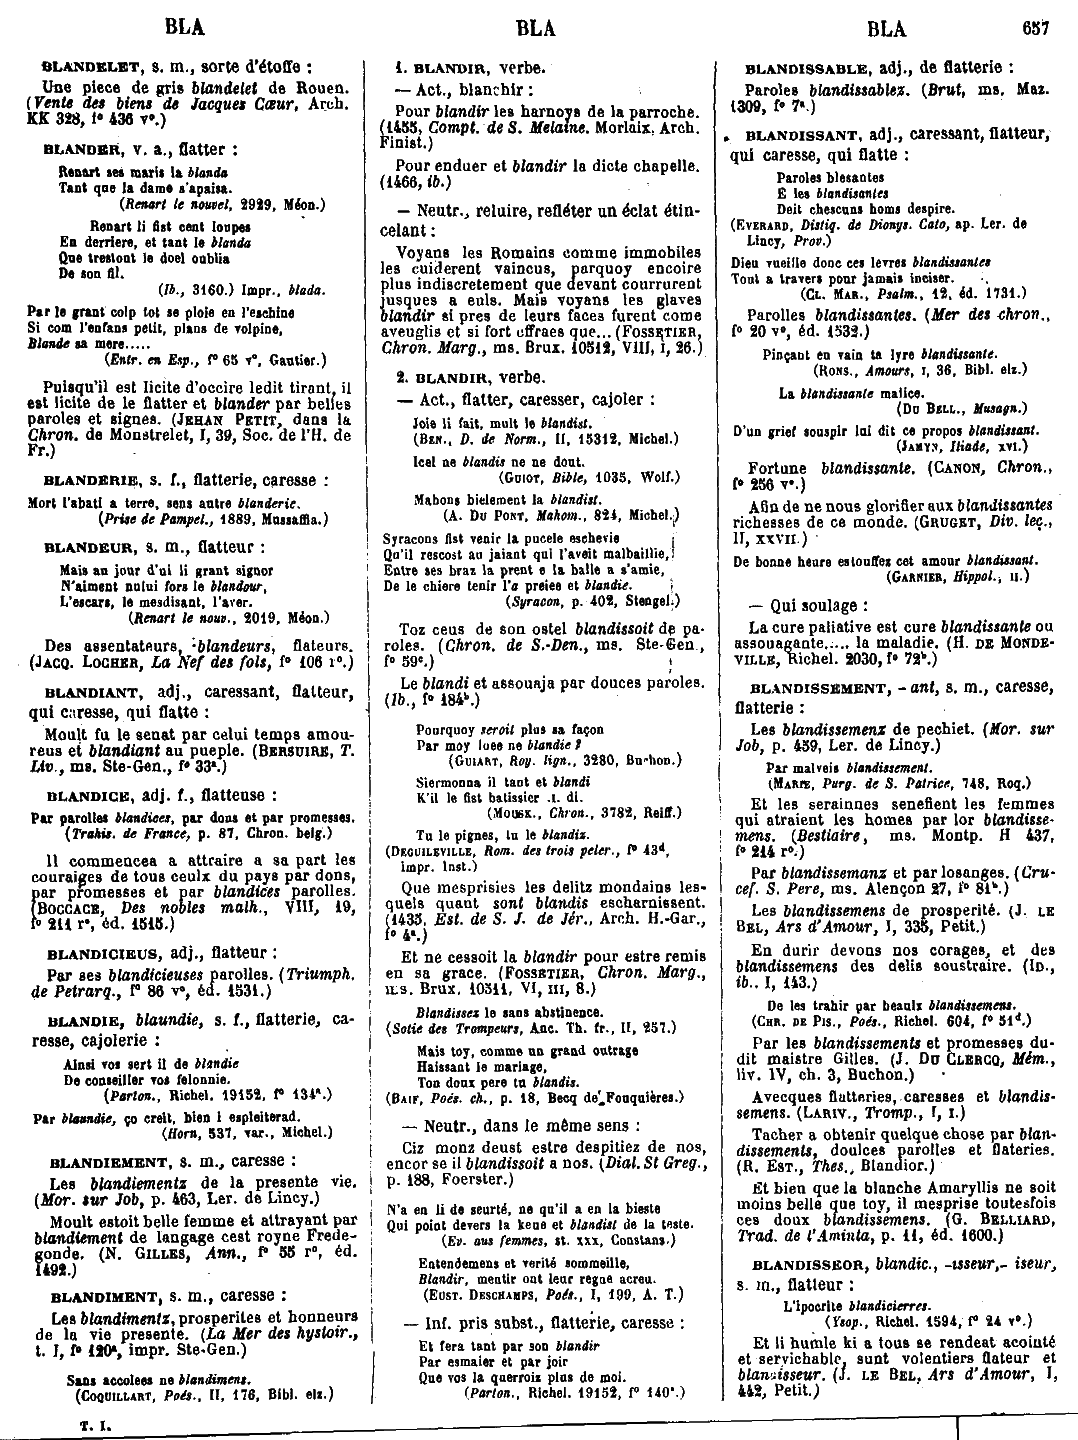 BLA
BLA
BLA
657
BLANDELET, s. m., sorte d'étoffe :
Une piece de gris blandelet de Rouen.
(Vente des biens de Jacques Cœur, Arch.
KK 328, f° 436 v°.)
BLANDER, v. a., flatter :
Renart ses maris la blanda
Tant que la dame s'apaisa.
(Renart le nouvel, 2929, Méon.)
Renart li fist cent loupes
En derriere, et tant le blanda
Que trestout le doel oublia
De son fil.
(Ib., 3160.) Impr., blada.
Par le grant colp tot se ploie en l'eschine
Si com l'enfans petit, plans de volpine,
Blande sa mere.....
(Entr. en Esp., f° 65 v°, Gautier.)
Puisqu'il est licite d'occire ledit tirant, il
est licite de le flatter et blander par belles
paroles et signes. (JEHAN PETIT, dans la
Chron. de Monstrelet, I, 39, Soc. de l'H. de
Fr.)
BLANDERIE, s. f., flatterie, caresse :
Mort l'abati a terre, sens autre blanderie.
(Prise de Pampel., 1889, Mussaffia.)
BLANDEUR, s. m., flatteur :
Mais au jour d'ui li grant signor
N'aiment nului fors le blandour,
L'escars, le mesdisant, l'aver.
(Renart le nouv., 2019, Méon.)
Des assentateurs, blandeurs, flateurs.
(JACQ. LOCHER, La Nef des fols, f° 106 r°.)
BLANDIANT, adj., caressant, flatteur,
qui caresse, qui flatte :
Moult fu le senat par celui temps amou-
reus et blandiant au pueple. (BERSUIRE, T.
Liv., ms. Ste-Gen., f° 33ª.)
BLANDICE, adj. f., flatteuse :
Par parolles blandices, par dons et par promesses.
(Trahis. de France, p. 87, Chron. belg.)
Il commencea a attraire a sa part les
couraiges de tous ceulx du pays par dons,
par promesses et par blandices parolles.
(BOCCACE, Des nobles malh., VIII, 19,
f° 211 r°, éd. 1515.)
BLANDICIEUS, adj., flatteur :
Par ses blandicieuses parolles. (Triumph.
de Petrarq., f° 86 v°, éd. 1531.)
BLANDIE, blaundie, s. f., flatterie, ca-
resse, cajolerie :
Ainsi vos sert il de blandie
De conseiller vos felonnie.
(Parton., Richel. 19152, f° 134ª.)
Par blaundie, ço creit, bien i espleiterad.
(Horn, 537, var., Michel.)
BLANDIEMENT, s. m., caresse :
Les blandiementz de la presente vie.
(Mor. sur Job, p. 463, Ler. de Lincy.)
Moult estoit belle femme et attrayant par
blandiement de langage cest royne Frede-
gonde. (N. GILLES, Ann., f° 55 r°, éd.
1492.)
BLANDIMENT, s. m., caresse :
Les blandimentz, prosperites et honneurs
de la vie presente. (La Mer des hystoir.,
t. I, f° 120ª, impr. Ste-Gen.)
Sans accolees ne blandimens.
(COQUILLART, Poés., II, 176, Bibl. elz.)
T. I.
1. BLANDIR, verbe.
— Act., blanchir :
Pour blandir les harnoys de la parroche.
(1455, Compt. de S. Melaine, Morlaix, Arch.
Finist.)
Pour enduer et blandir la dicte chapelle.
(1466, ib.)
— Neutr., reluire, refléter un éclat étin-
celant :
Voyans les Romains comme immobiles
les cuiderent vaincus, parquoy encoire
plus indiscretement que devant coururent
jusques a euls. Mais voyans les glaves
blandir si pres de leurs faces furent come
aveuglis et si fort effraes que... (FOSSETIER,
Chron. Marg., ms. Brux. 10512, VIII, I, 26.)
2. BLANDIR, verbe.
— Act., flatter, caresser, cajoler :
Joie li fait, mult le blandist.
(BEN., D. de Norm., II, 15312, Michel.)
Icel ne blandis ne ne dout.
(GUIOT, Bible, 1035, Wolf.)
Mahons bielement la blandist.
(A. DU PONT, Mahom., 824, Michel.)
Syracons fist venir la pucele eschevie
Qu'il rescost au jaiant qui l'aveit malbaillie,
Entre ses braz la prent e la balle a s'amie,
De le chiere tenir l'a preiee et blandie.
(Syracon, p. 402, Stengel.)
Toz ceus de son ostel blandissoit de pa-
roles. (Chron. de S.-Den., ms. Ste-Gen.,
f° 59ᶜ.)
Le blandi et assouaja par douces paroles.
(Ib., f° 184ᵇ.)
Pourquoy seroit plus sa façon
Par moy loee ne blandie ?
(GUIART, Roy. lign., 3280, Buchon.)
Siermonna il tant et blandi
K'il le fist batissier .I. di.
(MOUSK., Chron., 3782, Reiff.)
Tu le pignes, tu le blandiz.
(DEGUILEVILLE, Rom. des trois peler., f° 43ᵈ,
impr. Inst.)
Que mesprisies les delitz mondains les-
quels quant sont blandis escharnissent.
(1433, Est. de S. J. de Jér., Arch. H.-Gar.,
f° 4ª.)
Et ne cessoit la blandir pour estre remis
en sa grace. (FOSSETIER, Chron. Marg.,
ms. Brux. 10511, VI, III, 8.)
Blandissez le sans abstinence.
(Sotie des Trompeurs, Anc. Th. fr., II, 257.)
Mais toy, comme un grand outrage
Haissant le mariage,
Ton doux pere tu blandis.
(BAIF, Poés. ch., p. 18, Becq de Fouquières.)
— Neutr., dans le même sens :
Ciz monz deust estre despitiez de nos,
encor se il blandissoit a nos. (Dial. St Greg.,
p. 188, Foerster.)
N'a en li de seurté, ne qu'il a en la bieste
Qui point devers la keue et blandist de la teste.
(Ev. aus femmes, st. XXX, Constans.)
Entendemens et verité sommeille,
Blandir, mentir ont leur regne acreu.
(EUST. DESCHAMPS, Poés., I, 199, A. T.)
— Inf. pris subst., flatterie, caresse :
Et fera tant par son blandir
Par esmaier et par joir
Que vos la querroiz plus de moi.
(Parton., Richel. 19152, f° 140ᶜ.)
BLANDISSABLE, adj., de flatterie :
Paroles blandissablez. (Brut, ms. Maz.
1309, f° 7ª.)
BLANDISSANT, adj., caressant, flatteur,
qui caresse, qui flatte :
Paroles blesantes
E les blandisantes
Deit chescuns homs despire.
(EVERARD, Distiq. de Dionys. Cato, ap. Ler. de
Lincy, Prov.)
Dieu vueille donc ces levres blandissantes
Tout a travers pour jamais inciser.
(CL. MAR., Psalm., 12, éd. 1731.)
Parolles blandissantes. (Mer des chron.,
f° 20 v°, éd. 1532.)
Pinçant en vain ta lyre blandissante.
(RONS., Amours, I, 36, Bibl. elz.)
La blandissante malice.
(DU BELL., Musagn.)
D'un grief souspir lui dit ce propos blandissant.
(JAMYN, Iliade, XVI.)
Fortune blandissante. (CANON, Chron.,
f° 256 v°.)
Afin de ne nous glorifier aux blandissantes
richesses de ce monde. (GRUGET, Div. leç.,
II, XXVII.)
De bonne heure estouffez cet amour blandissant.
(GARNIER, Hippol., II.)
— Qui soulage :
La cure paliative est cure blandissante ou
assouagante..... la maladie. (H. DE MONDE-
VILLE, Richel. 2030, f° 72ᵇ.)
BLANDISSEMENT, - ant, s. m., caresse,
flatterie :
Les blandissemenz de pechiet. (Mor. sur
Job, p. 459, Ler. de Lincy.)
Par malveis blandissement.
(MARIE, Purg. de S. Patrice, 748, Roq.)
Et les serainnes senefient les femmes
qui atraient les homes par lor blandisse-
mens. (Bestiaire, ms. Montp. H 437,
f° 214 r°.)
Par blandissemanz et par losanges. (Cru-
cef. S. Pere, ms. Alençon 27, f° 81ᵇ.)
Les blandissemens de prosperité. (J. LE
BEL, Ars d'Amour, I, 335, Petit.)
En durir devons nos corages, et des
blandissemens des delis soustraire. (ID.,
ib., I, 143.)
De les trahir par beaulx blandissemens.
(CHR. DE PIS., Poés., Richel. 604, f° 51ᵈ.)
Par les blandissements et promesses du-
dit maistre Gilles. (J. DU CLERCQ, Mém.,
liv. IV, ch. 3, Buchon.)
Avecques flatteries, caresses et blandis-
semens. (LARIV., Tromp., I, I.)
Tacher a obtenir quelque chose par blan-
dissements, doulces parolles et flateries.
(R. EST., Thes., Blandior.)
Et bien que la blanche Amaryllis ne soit
moins belle que toy, il mesprise toutesfois
ces doux blandissemens. (G. BELLIARD,
Trad. de l'Aminta, p. 11, éd. 1600.)
BLANDISSEOR, blandic., -isseur,- iseur,
s. m., flatteur :
L'ipocrite blandicierres.
(Ysop., Richel. 1594, f° 24 v°.)
Et li humle ki a tous se rendeat acointé
et servichable, sunt volentiers flateur et
blandisseur. (J. LE BEL, Ars d'Amour, I,
442, Petit.)